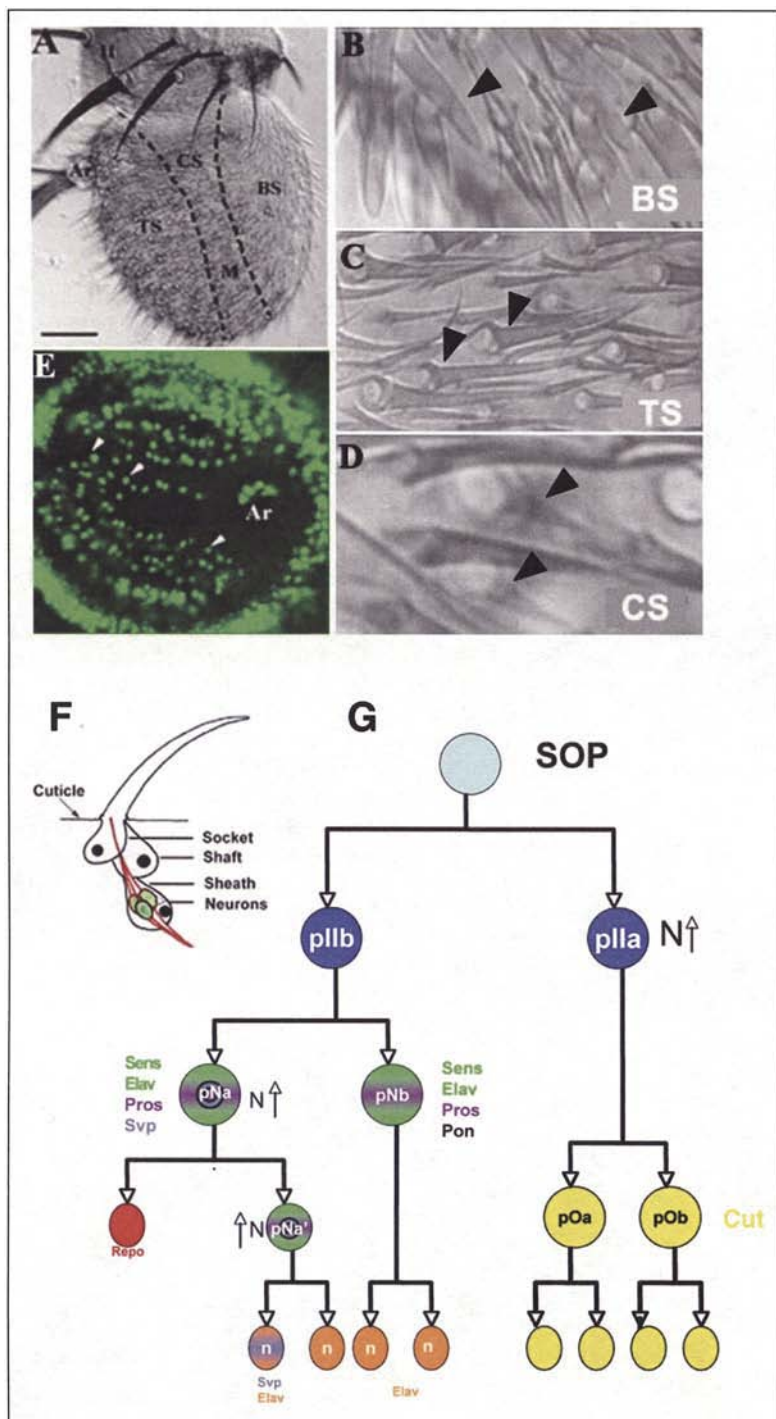 A
H
Ar
CS
BS
TS
M
B
BS
C
TS
D
CS
E
Ar
F
Cuticle
Socket
Shaft
Sheath
Neurons
G
SOP
pIIb
pIIa N↑
Sens
Elav
Pros
Svp
pNa
N↑
pNb
Sens
Elav
Pros
Pon
Repo
↑N
pNa'
pOa
pOb
Cut
n
n
n
n
Svp
Elav
Elav